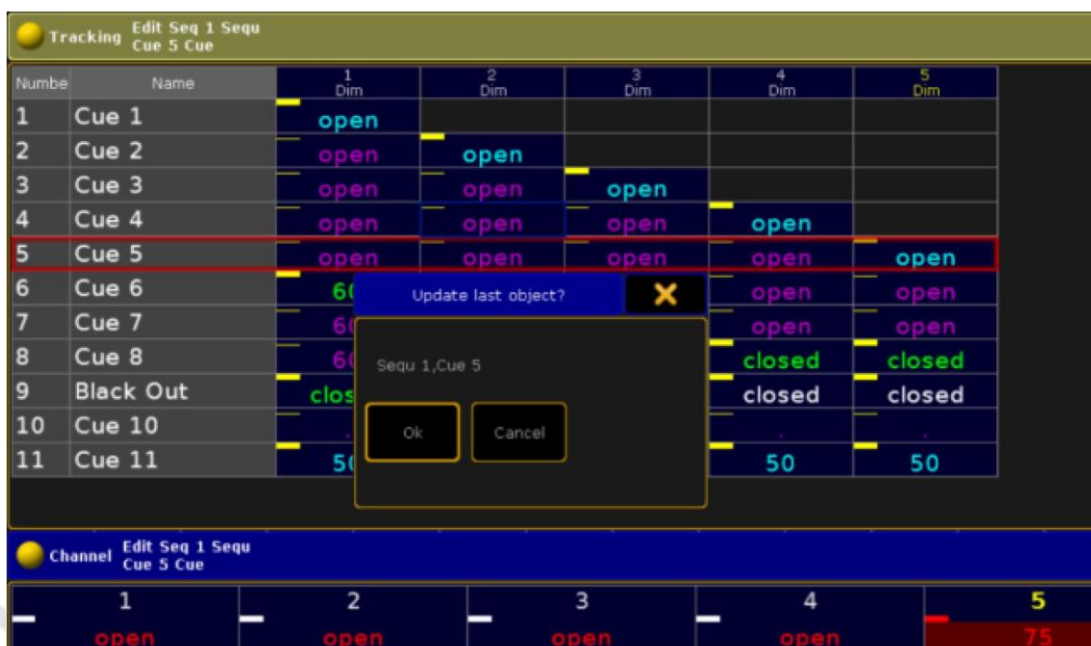 Tracking Edit Seq 1 Sequ
Cue 5 Cue
Numbe Name 1 2 3 4 5
Dim Dim Dim Dim Dim
1 Cue 1 open
2 Cue 2 open open
3 Cue 3 open open open
4 Cue 4 open open open open
5 Cue 5 open open open open open
6 Cue 6 open open
7 Cue 7 open open
8 Cue 8 closed closed
9 Black Out closed closed
10 Cue 10 . .
11 Cue 11 50 50
Update last object?
Sequ 1,Cue 5
Ok Cancel
Channel Edit Seq 1 Sequ
Cue 5 Cue
1 2 3 4 5
open open open open 75